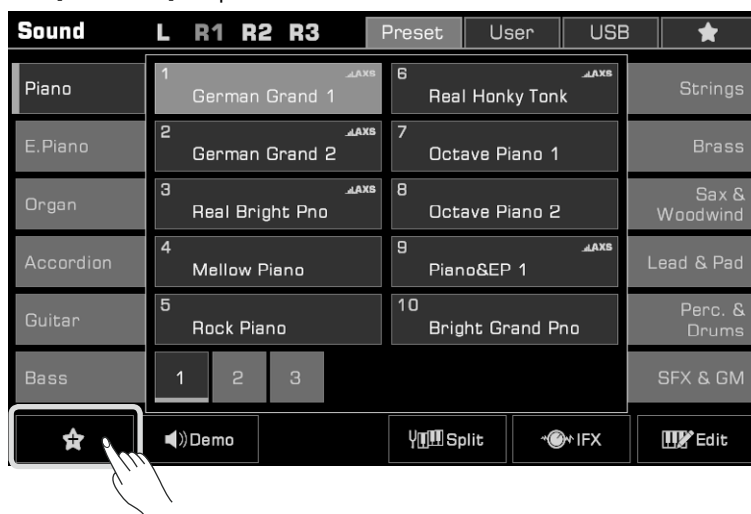 Sound L R1 R2 R3 Preset User USB
Piano
E.Piano
Organ
Accordion
Guitar
Bass
1 AXS
German Grand 1
2 AXS
German Grand 2
3 AXS
Real Bright Pno
4
Mellow Piano
5
Rock Piano
6 AXS
Real Honky Tonk
7
Octave Piano 1
8
Octave Piano 2
9 AXS
Piano&EP 1
10
Bright Grand Pno
1 2 3
Strings
Brass
Sax &
Woodwind
Lead & Pad
Perc. &
Drums
SFX & GM
Demo Split IFX Edit